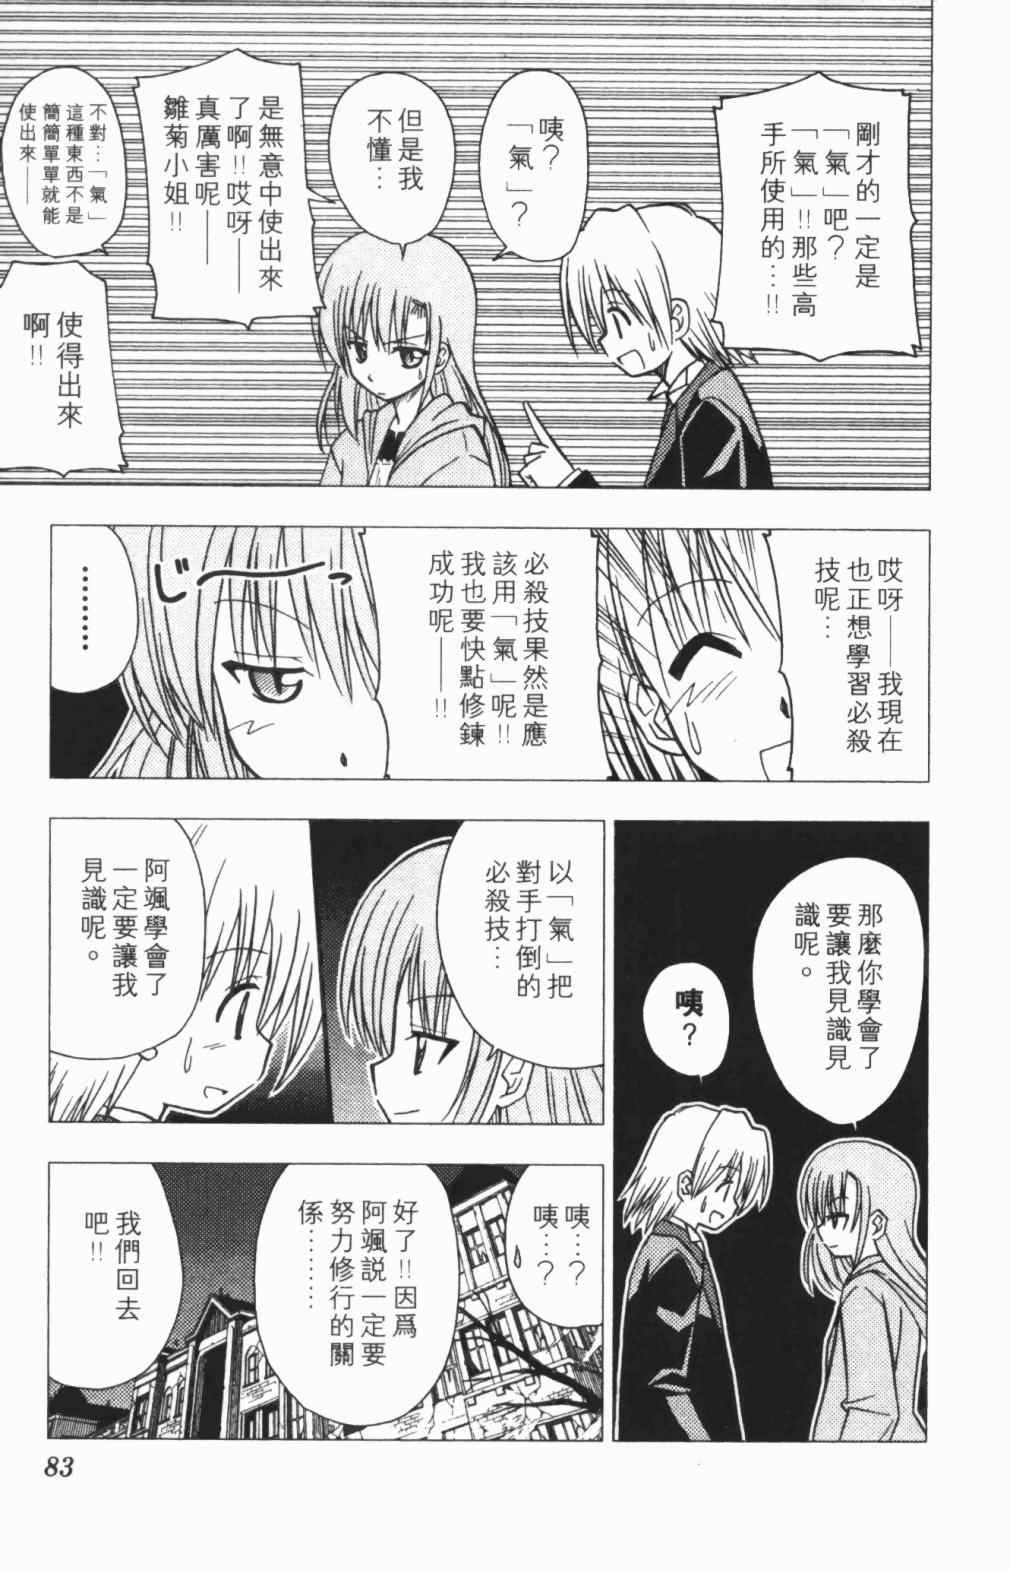 剛才的一定是
「氣」吧?
「氣」!!那些高
手所使用的…!!
咦?
「氣」?
但是我
不懂…
是無意中使出來
了啊!!哎呀——
真厲害呢——
雛菊小姐!!
不對…「氣」
這種東西不是
簡簡單單就能
使出來——
使得出來
啊!!
哎呀——我現在
也正想學習必殺
技呢…
必殺技果然是應
該用「氣」呢!!
我也要快點修鍊
成功呢——!!
じーっ
………
那麼你學會了
要讓我見識見
識呢。
咦?
以「氣」把
對手打倒的
必殺技…
阿颯學會了
一定要讓我
見識呢。
咦…?
咦…?
好了!!因爲
阿颯說一定要
努力修行的關
係………
我們回去
吧!!
83